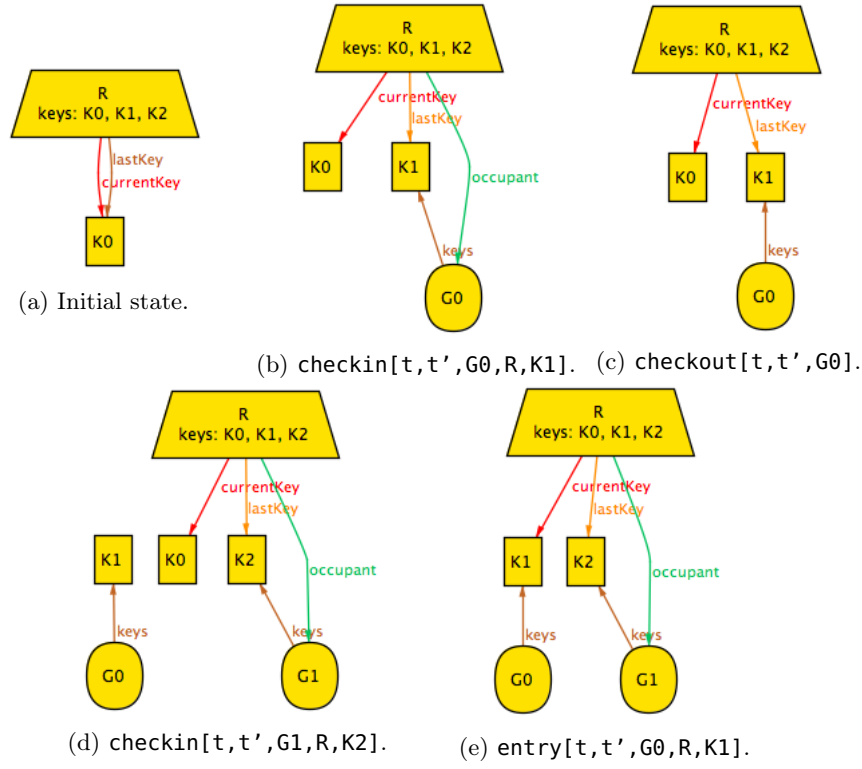 R
keys: K0, K1, K2
lastKey
currentKey
K0
(a) Initial state.
R
keys: K0, K1, K2
currentKey
lastKey
K0
K1
occupant
keys
G0
(b) checkin[t,t’,G0,R,K1].
R
keys: K0, K1, K2
currentKey
lastKey
K0
K1
keys
G0
(c) checkout[t,t’,G0].
R
keys: K0, K1, K2
currentKey
lastKey
K1
K0
K2
occupant
keys
keys
G0
G1
(d) checkin[t,t’,G1,R,K2].
R
keys: K0, K1, K2
currentKey
lastKey
K1
K2
occupant
keys
keys
G0
G1
(e) entry[t,t’,G0,R,K1].